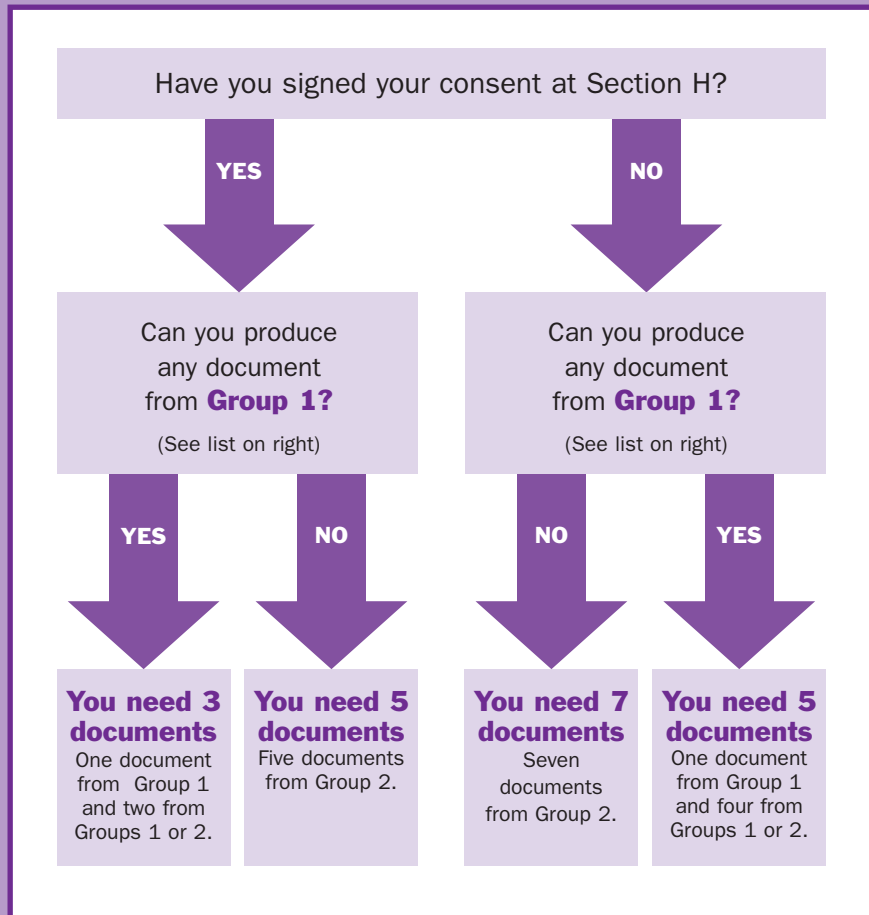 Have you signed your consent at Section H?
YES
NO
Can you produce
any document
from Group 1?
(See list on right)
Can you produce
any document
from Group 1?
(See list on right)
YES
NO
NO
YES
You need 3
documents
One document
from Group 1
and two from
Groups 1 or 2.
You need 5
documents
Five documents
from Group 2.
You need 7
documents
Seven
documents
from Group 2.
You need 5
documents
One document
from Group 1
and four from
Groups 1 or 2.